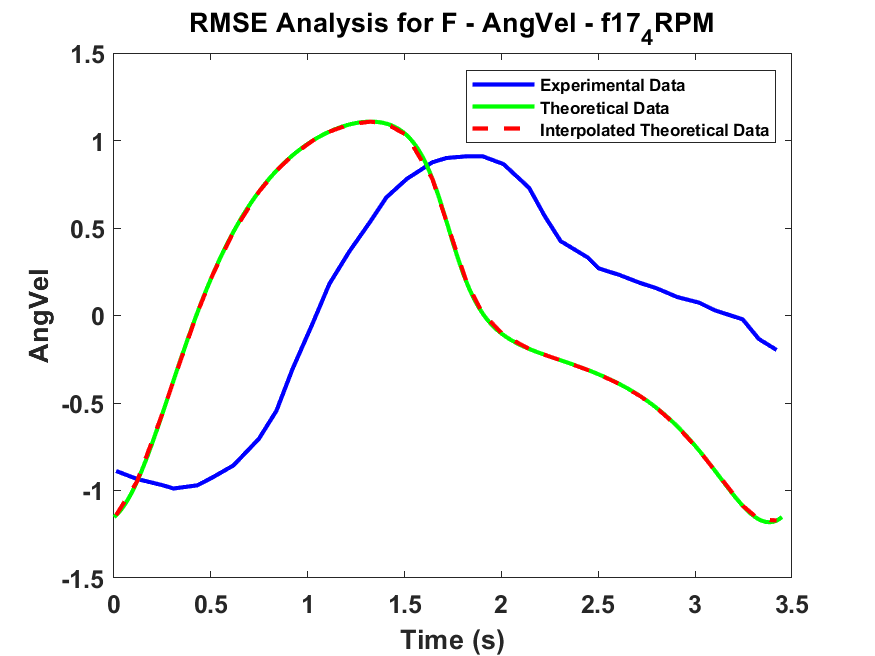 RMSE Analysis for F - AngVel - f17₄RPM
1.5
1
0.5
0
-0.5
-1
-1.5
AngVel
Experimental Data
Theoretical Data
Interpolated Theoretical Data
0 0.5 1 1.5 2 2.5 3 3.5
Time (s)